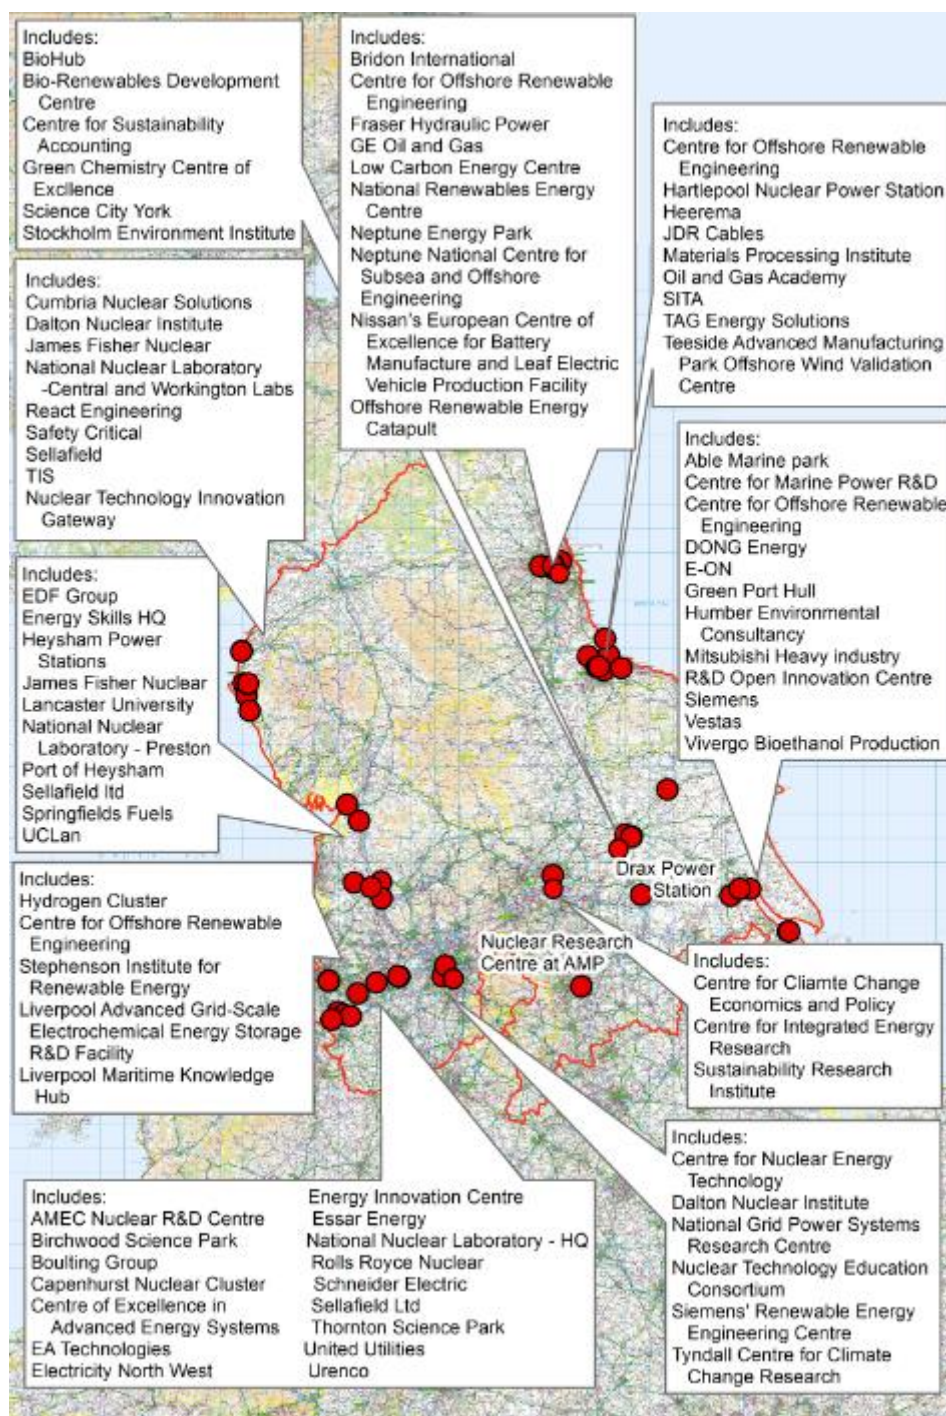 Includes:
BioHub
Bio-Renewables Development
Centre
Centre for Sustainability
Accounting
Green Chemistry Centre of
Excllence
Science City York
Stockholm Environment Institute
Includes:
Bridon International
Centre for Offshore Renewable
Engineering
Fraser Hydraulic Power
GE Oil and Gas
Low Carbon Energy Centre
National Renewables Energy
Centre
Neptune Energy Park
Neptune National Centre for
Subsea and Offshore
Engineering
Nissan's European Centre of
Excellence for Battery
Manufacture and Leaf Electric
Vehicle Production Facility
Offshore Renewable Energy
Catapult
Includes:
Centre for Offshore Renewable
Engineering
Hartlepool Nuclear Power Station
Heerema
JDR Cables
Materials Processing Institute
Oil and Gas Academy
SITA
TAG Energy Solutions
Teeside Advanced Manufacturing
Park Offshore Wind Validation
Centre
Includes:
Cumbria Nuclear Solutions
Dalton Nuclear Institute
James Fisher Nuclear
National Nuclear Laboratory
-Central and Workington Labs
React Engineering
Safety Critical
Sellafield
TIS
Nuclear Technology Innovation
Gateway
Includes:
Able Marine park
Centre for Marine Power R&D
Centre for Offshore Renewable
Engineering
DONG Energy
E-ON
Green Port Hull
Humber Environmental
Consultancy
Mitsubishi Heavy industry
R&D Open Innovation Centre
Siemens
Vestas
Vivergo Bioethanol Production
Includes:
EDF Group
Energy Skills HQ
Heysham Power
Stations
James Fisher Nuclear
Lancaster University
National Nuclear
Laboratory - Preston
Port of Heysham
Sellafield ltd
Springfields Fuels
UCLan
Drax Power
Station
Nuclear Research
Centre at AMP
Includes:
Hydrogen Cluster
Centre for Offshore Renewable
Engineering
Stephenson Institute for
Renewable Energy
Liverpool Advanced Grid-Scale
Electrochemical Energy Storage
R&D Facility
Liverpool Maritime Knowledge
Hub
Includes:
Centre for Cliamte Change
Economics and Policy
Centre for Integrated Energy
Research
Sustainability Research
Institute
Includes:
AMEC Nuclear R&D Centre
Birchwood Science Park
Boulting Group
Capenhurst Nuclear Cluster
Centre of Excellence in
Advanced Energy Systems
EA Technologies
Electricity North West
Energy Innovation Centre
Essar Energy
National Nuclear Laboratory - HQ
Rolls Royce Nuclear
Schneider Electric
Sellafield Ltd
Thornton Science Park
United Utilities
Urenco
Includes:
Centre for Nuclear Energy
Technology
Dalton Nuclear Institute
National Grid Power Systems
Research Centre
Nuclear Technology Education
Consortium
Siemens' Renewable Energy
Engineering Centre
Tyndall Centre for Climate
Change Research